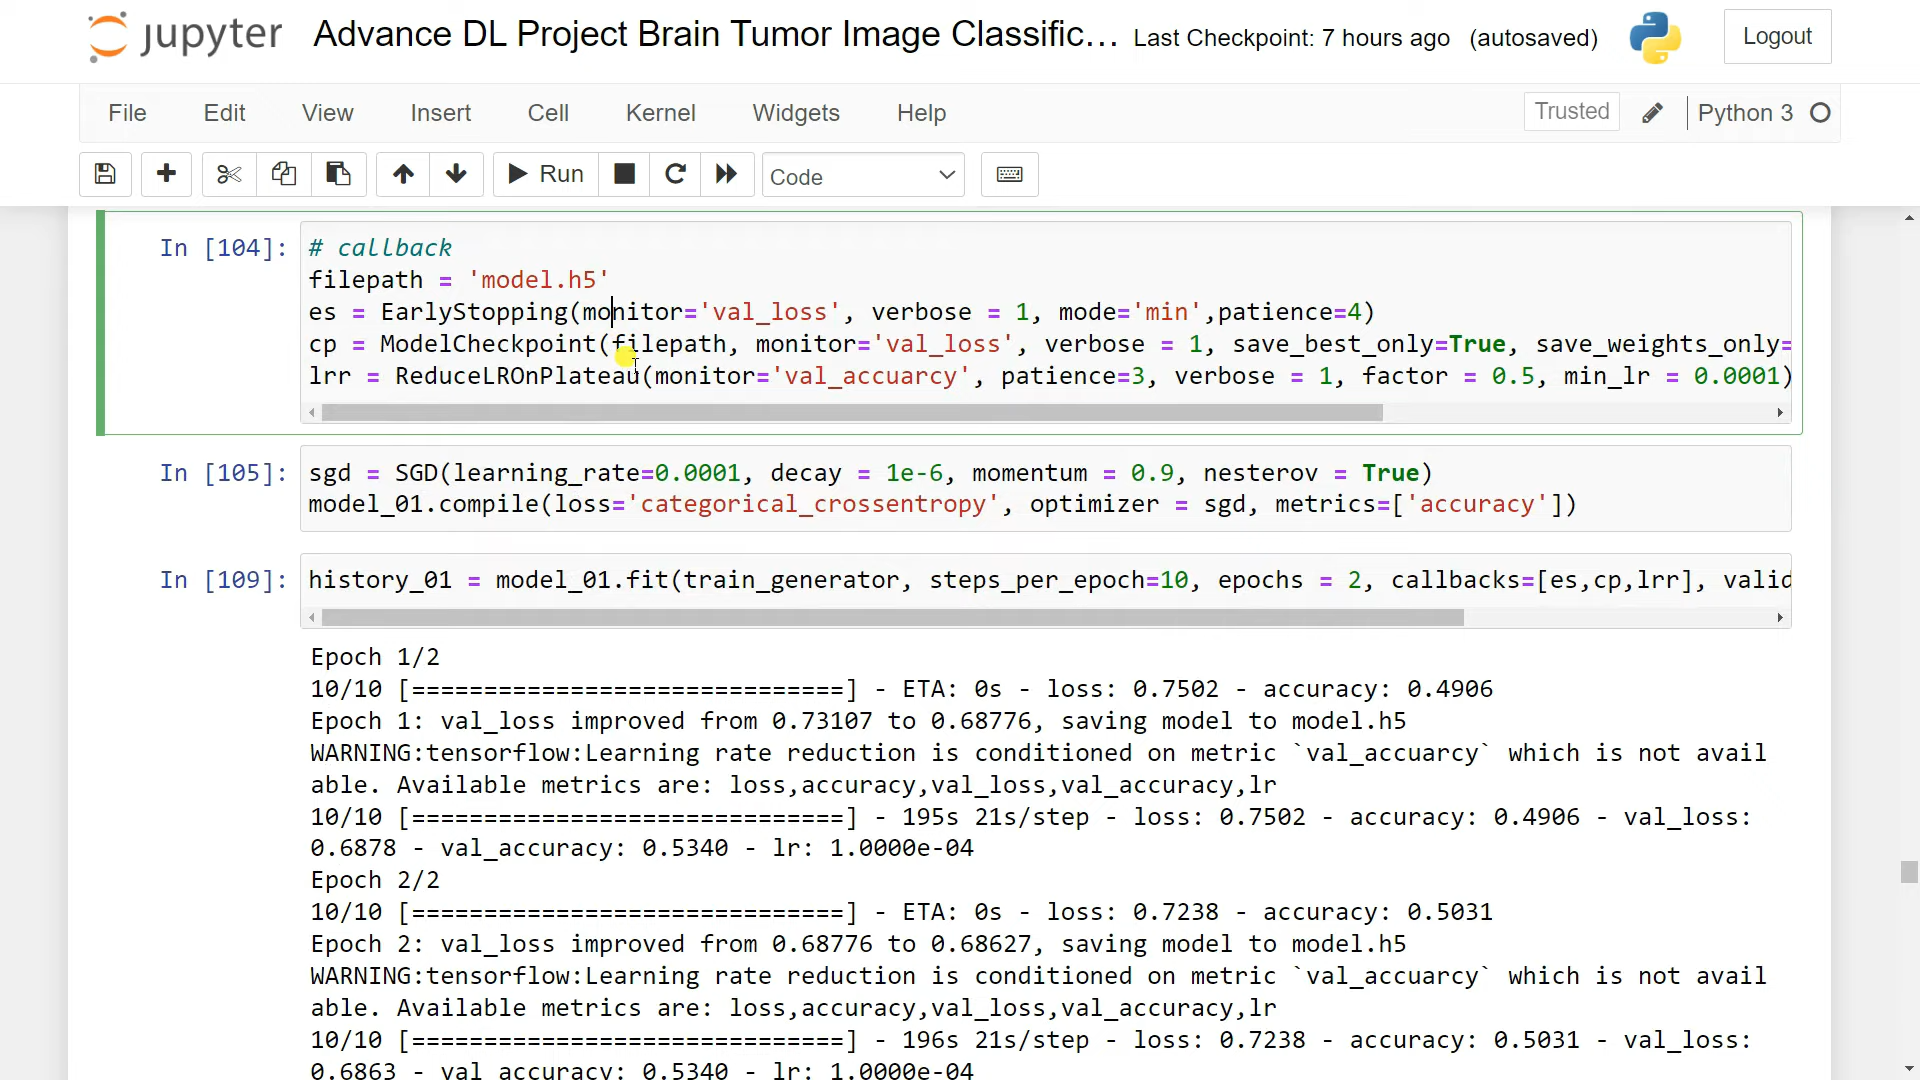 jupyter Advance DL Project Brain Tumor Image Classific... Last Checkpoint: 7 hours ago (autosaved) Logout
File Edit View Insert Cell Kernel Widgets Help Trusted Python 3
Run Code
In [104]: # callback
filepath = 'model.h5'
es = EarlyStopping(monitor='val_loss', verbose = 1, mode='min',patience=4)
cp = ModelCheckpoint(filepath, monitor='val_loss', verbose = 1, save_best_only=True, save_weights_only=
lrr = ReduceLROnPlateau(monitor='val_accuarcy', patience=3, verbose = 1, factor = 0.5, min_lr = 0.0001)
In [105]: sgd = SGD(learning_rate=0.0001, decay = 1e-6, momentum = 0.9, nesterov = True)
model_01.compile(loss='categorical_crossentropy', optimizer = sgd, metrics=['accuracy'])
In [109]: history_01 = model_01.fit(train_generator, steps_per_epoch=10, epochs = 2, callbacks=[es,cp,lrr], valid
Epoch 1/2
10/10 [==============================] - ETA: 0s - loss: 0.7502 - accuracy: 0.4906
Epoch 1: val_loss improved from 0.73107 to 0.68776, saving model to model.h5
WARNING:tensorflow:Learning rate reduction is conditioned on metric `val_accuarcy` which is not avail
able. Available metrics are: loss,accuracy,val_loss,val_accuracy,lr
10/10 [==============================] - 195s 21s/step - loss: 0.7502 - accuracy: 0.4906 - val_loss:
0.6878 - val_accuracy: 0.5340 - lr: 1.0000e-04
Epoch 2/2
10/10 [==============================] - ETA: 0s - loss: 0.7238 - accuracy: 0.5031
Epoch 2: val_loss improved from 0.68776 to 0.68627, saving model to model.h5
WARNING:tensorflow:Learning rate reduction is conditioned on metric `val_accuarcy` which is not avail
able. Available metrics are: loss,accuracy,val_loss,val_accuracy,lr
10/10 [==============================] - 196s 21s/step - loss: 0.7238 - accuracy: 0.5031 - val_loss:
0.6863 - val_accuracy: 0.5340 - lr: 1.0000e-04